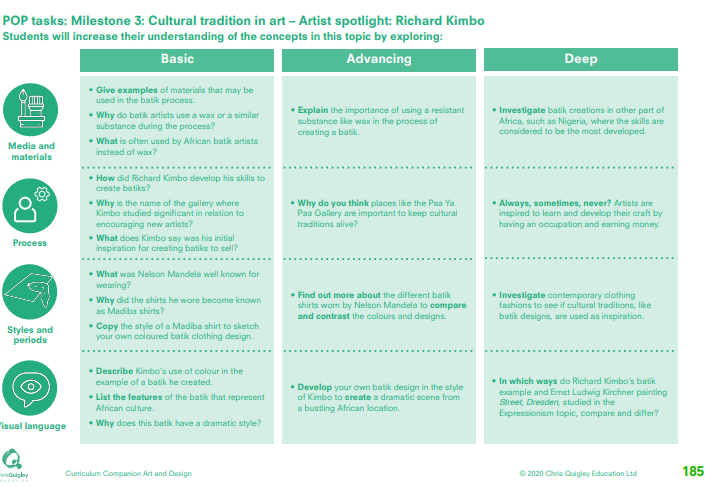 POP tasks: Milestone 3: Cultural tradition in art – Artist spotlight: Richard Kimbo
Students will increase their understanding of the concepts in this topic by exploring:
Basic
Advancing
Deep
Media and
materials
• Give examples of materials that may be
used in the batik process.
• Why do batik artists use a wax or a similar
substance during the process?
• What is often used by African batik artists
instead of wax?
• Explain the importance of using a resistant
substance like wax in the process of
creating a batik.
• Investigate batik creations in other part of
Africa, such as Nigeria, where the skills are
considered to be the most developed.
Process
• How did Richard Kimbo develop his skills to
create batiks?
• Why is the name of the gallery where
Kimbo studied significant in relation to
encouraging new artists?
• What does Kimbo say was his initial
inspiration for creating batiks to sell?
• Why do you think places like the Paa Ya
Paa Gallery are important to keep cultural
traditions alive?
• Always, sometimes, never? Artists are
inspired to learn and develop their craft by
having an occupation and earning money.
Styles and
periods
• What was Nelson Mandela well known for
wearing?
• Why did the shirts he wore become known
as Madiba shirts?
• Copy the style of a Madiba shirt to sketch
your own coloured batik clothing design.
• Find out more about the different batik
shirts worn by Nelson Mandela to compare
and contrast the colours and designs.
• Investigate contemporary clothing
fashions to see if cultural traditions, like
batik designs, are used as inspiration.
Visual language
• Describe Kimbo's use of colour in the
example of a batik he created.
• List the features of the batik that represent
African culture.
• Why does this batik have a dramatic style?
• Develop your own batik design in the style
of Kimbo to create a dramatic scene from
a bustling African location.
• In which ways do Richard Kimbo's batik
example and Ernst Ludwig Kirchner painting
Street, Dresden, studied in the
Expressionism topic, compare and differ?
Quigley
Curriculum Companion Art and Design
© 2020 Chris Quigley Education Ltd
185